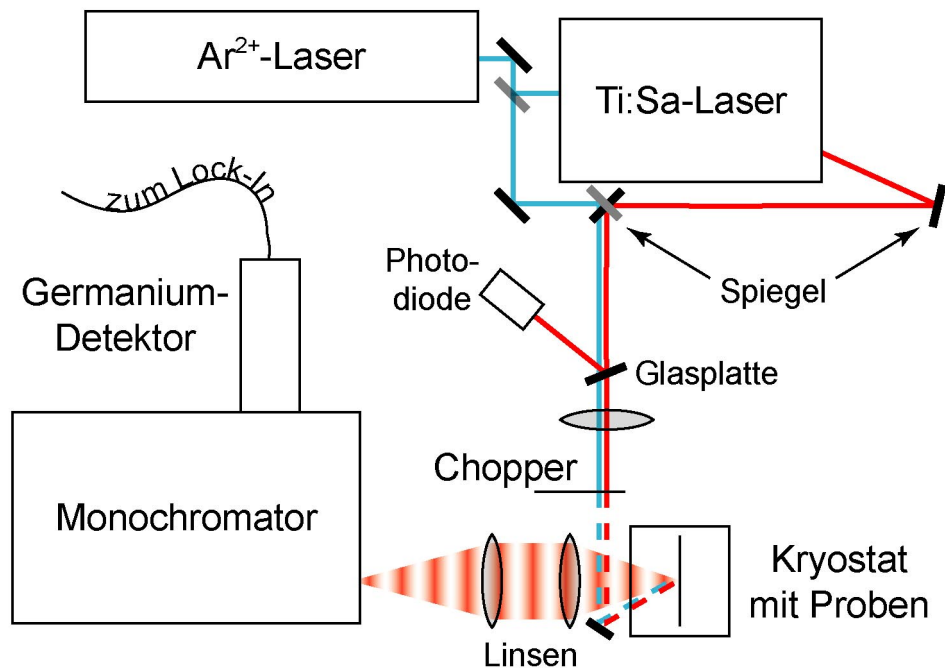 Ar²⁺-Laser
Ti:Sa-Laser
zum Lock-In
Germanium-
Detektor
Photo-
diode
Spiegel
Glasplatte
Chopper
Monochromator
Kryostat
mit Proben
Linsen